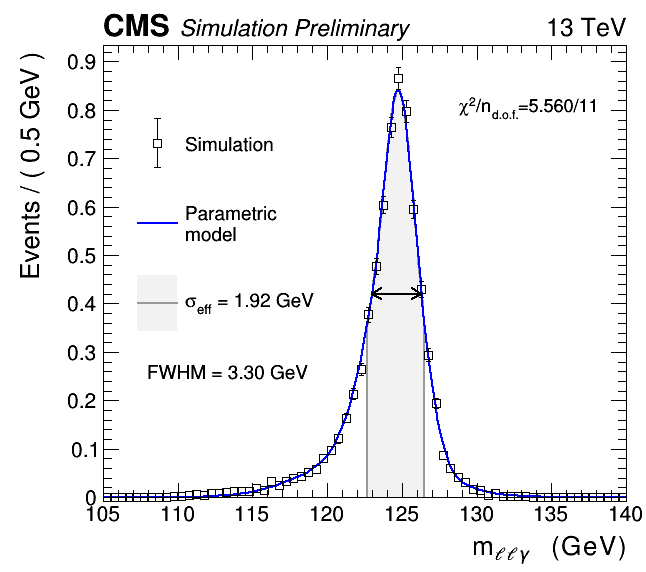 CMS Simulation Preliminary 13 TeV
Events / ( 0.5 GeV )
0.9
0.8
0.7
0.6
0.5
0.4
0.3
0.2
0.1
0
χ²/n_d.o.f.=5.560/11
Simulation
Parametric
model
σ_eff = 1.92 GeV
FWHM = 3.30 GeV
105 110 115 120 125 130 135 140
m_ℓℓγ (GeV)